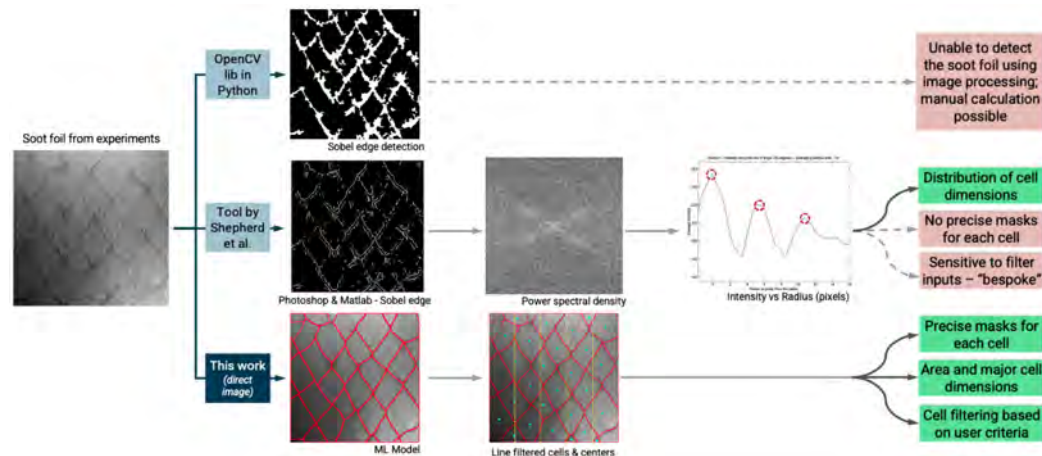 OpenCV
lib in
Python
Sobel edge detection
Unable to detect
the soot foil using
image processing;
manual calculation
possible
Soot foil from experiments
Tool by
Shepherd
et al.
Photoshop & Matlab - Sobel edge
Power spectral density
Intensity vs Radius (pixels)
Distribution of cell
dimensions
No precise masks
for each cell
Sensitive to filter
inputs – “bespoke”
This work
(direct image)
ML Model
Line filtered cells & centers
Precise masks for
each cell
Area and major cell
dimensions
Cell filtering based
on user criteria